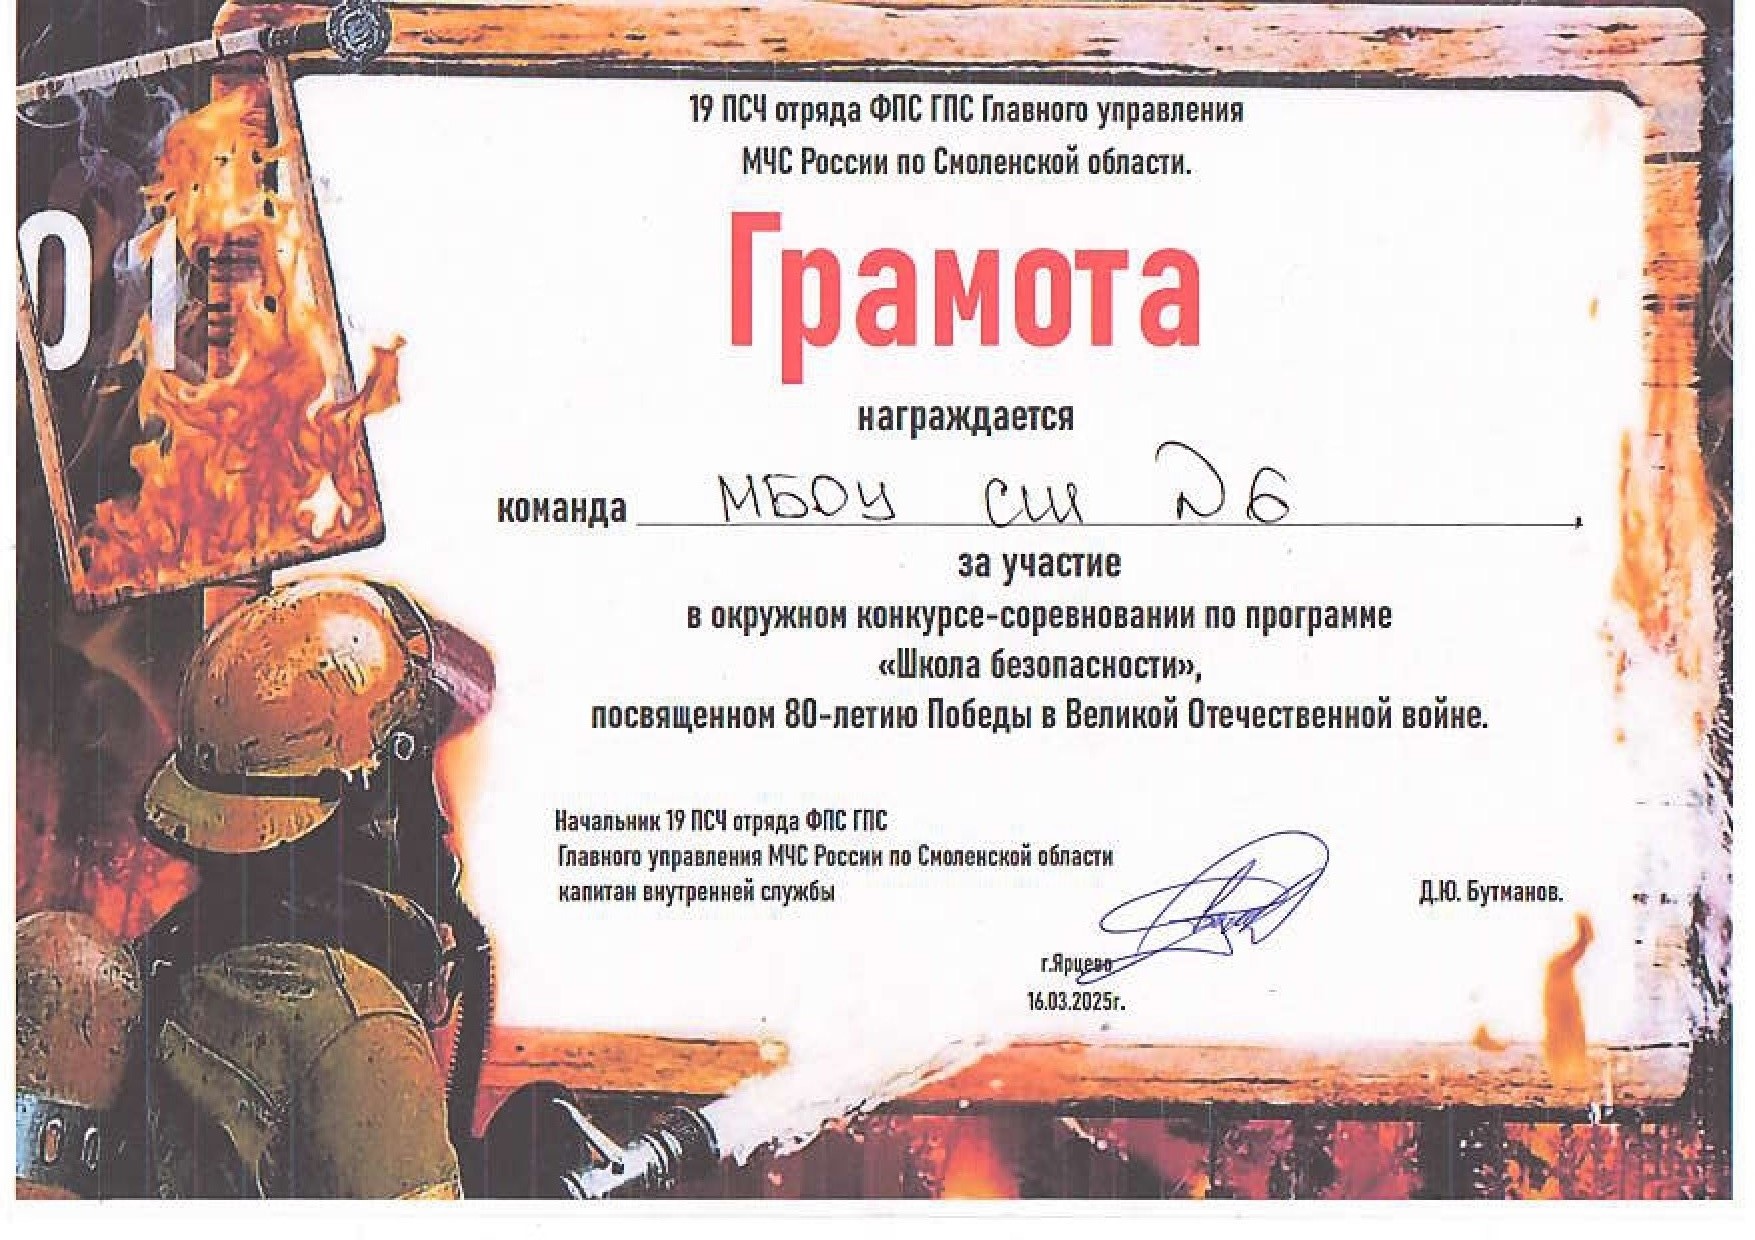 01
19 ПСЧ отряда ФПС ГПС Главного управления
МЧС России по Смоленской области.
Грамота
награждается
команда МБОУ СШ №6,
за участие
в окружном конкурсе-соревновании по программе
«Школа безопасности»,
посвященном 80-летию Победы в Великой Отечественной войне.
Начальник 19 ПСЧ отряда ФПС ГПС
Главного управления МЧС России по Смоленской области
капитан внутренней службы Д.Ю. Бутманов.
г.Ярцево
16.03.2025г.